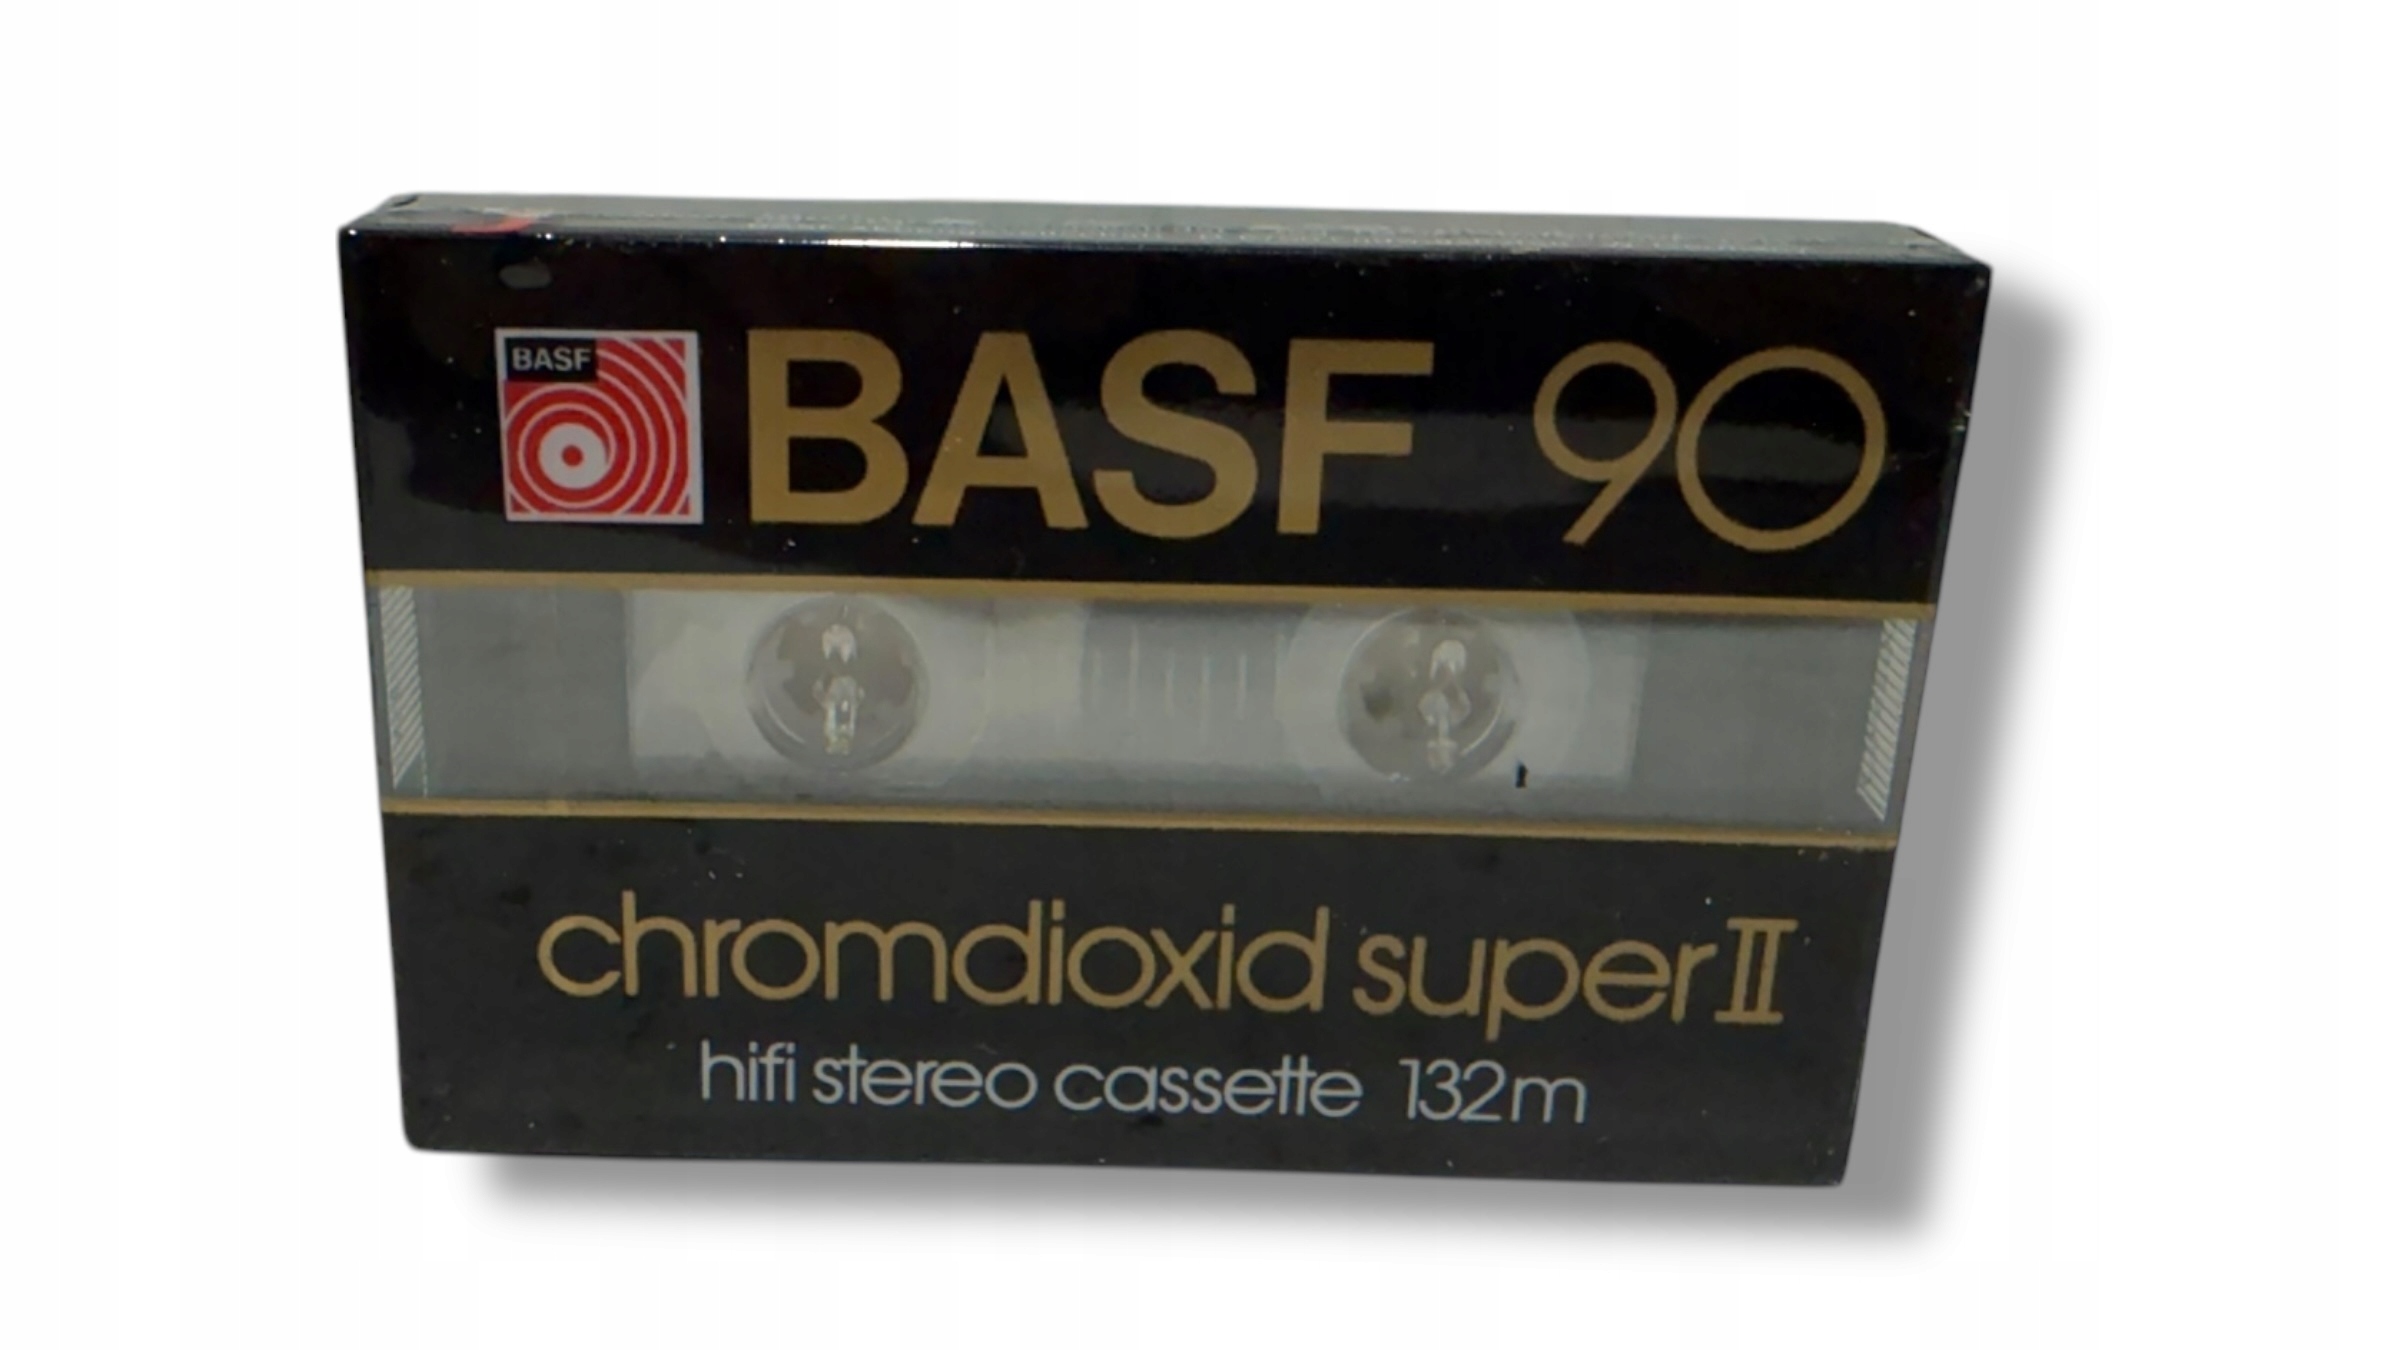 BASF
BASF 90
chromdioxid super II
hifi stereo cassette 132m